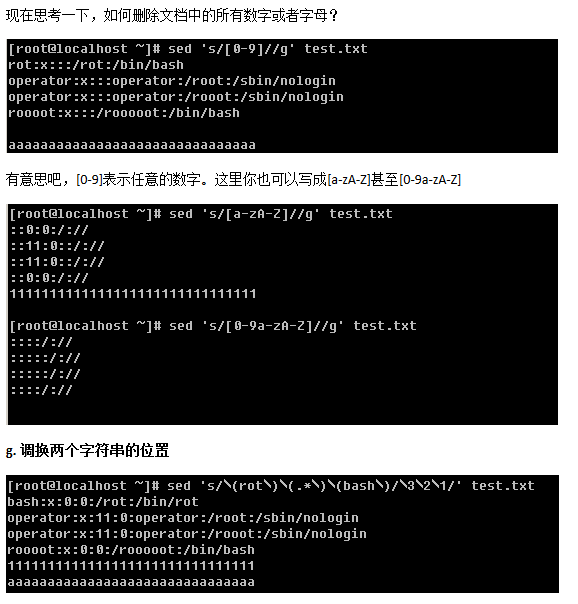 现在思考一下，如何删除文档中的所有数字或者字母？
[root@localhost ~]# sed 's/[0-9]//g' test.txt
rot:x:::/rot:/bin/bash
operator:x:::operator:/root:/sbin/nologin
operator:x:::operator:/rooot:/sbin/nologin
roooot:x:::/rooooot:/bin/bash
aaaaaaaaaaaaaaaaaaaaaaaaaaaaaaa
有意思吧，[0-9]表示任意的数字。这里你也可以写成[a-zA-Z]甚至[0-9a-zA-Z]
[root@localhost ~]# sed 's/[a-zA-Z]//g' test.txt
::0:0:/://
::11:0::/://
::11:0::/://
::0:0:/://
1111111111111111111111111111111
[root@localhost ~]# sed 's/[0-9a-zA-Z]//g' test.txt
::::/://
:::::/://
:::::/://
::::/://
g. 调换两个字符串的位置
[root@localhost ~]# sed 's/\(rot\)\(.*\)\(bash\)/\3\2\1/' test.txt
bash:x:0:0:/rot:/bin/rot
operator:x:11:0:operator:/root:/sbin/nologin
operator:x:11:0:operator:/rooot:/sbin/nologin
roooot:x:0:0:/rooooot:/bin/bash
1111111111111111111111111111111
aaaaaaaaaaaaaaaaaaaaaaaaaaaaaaa